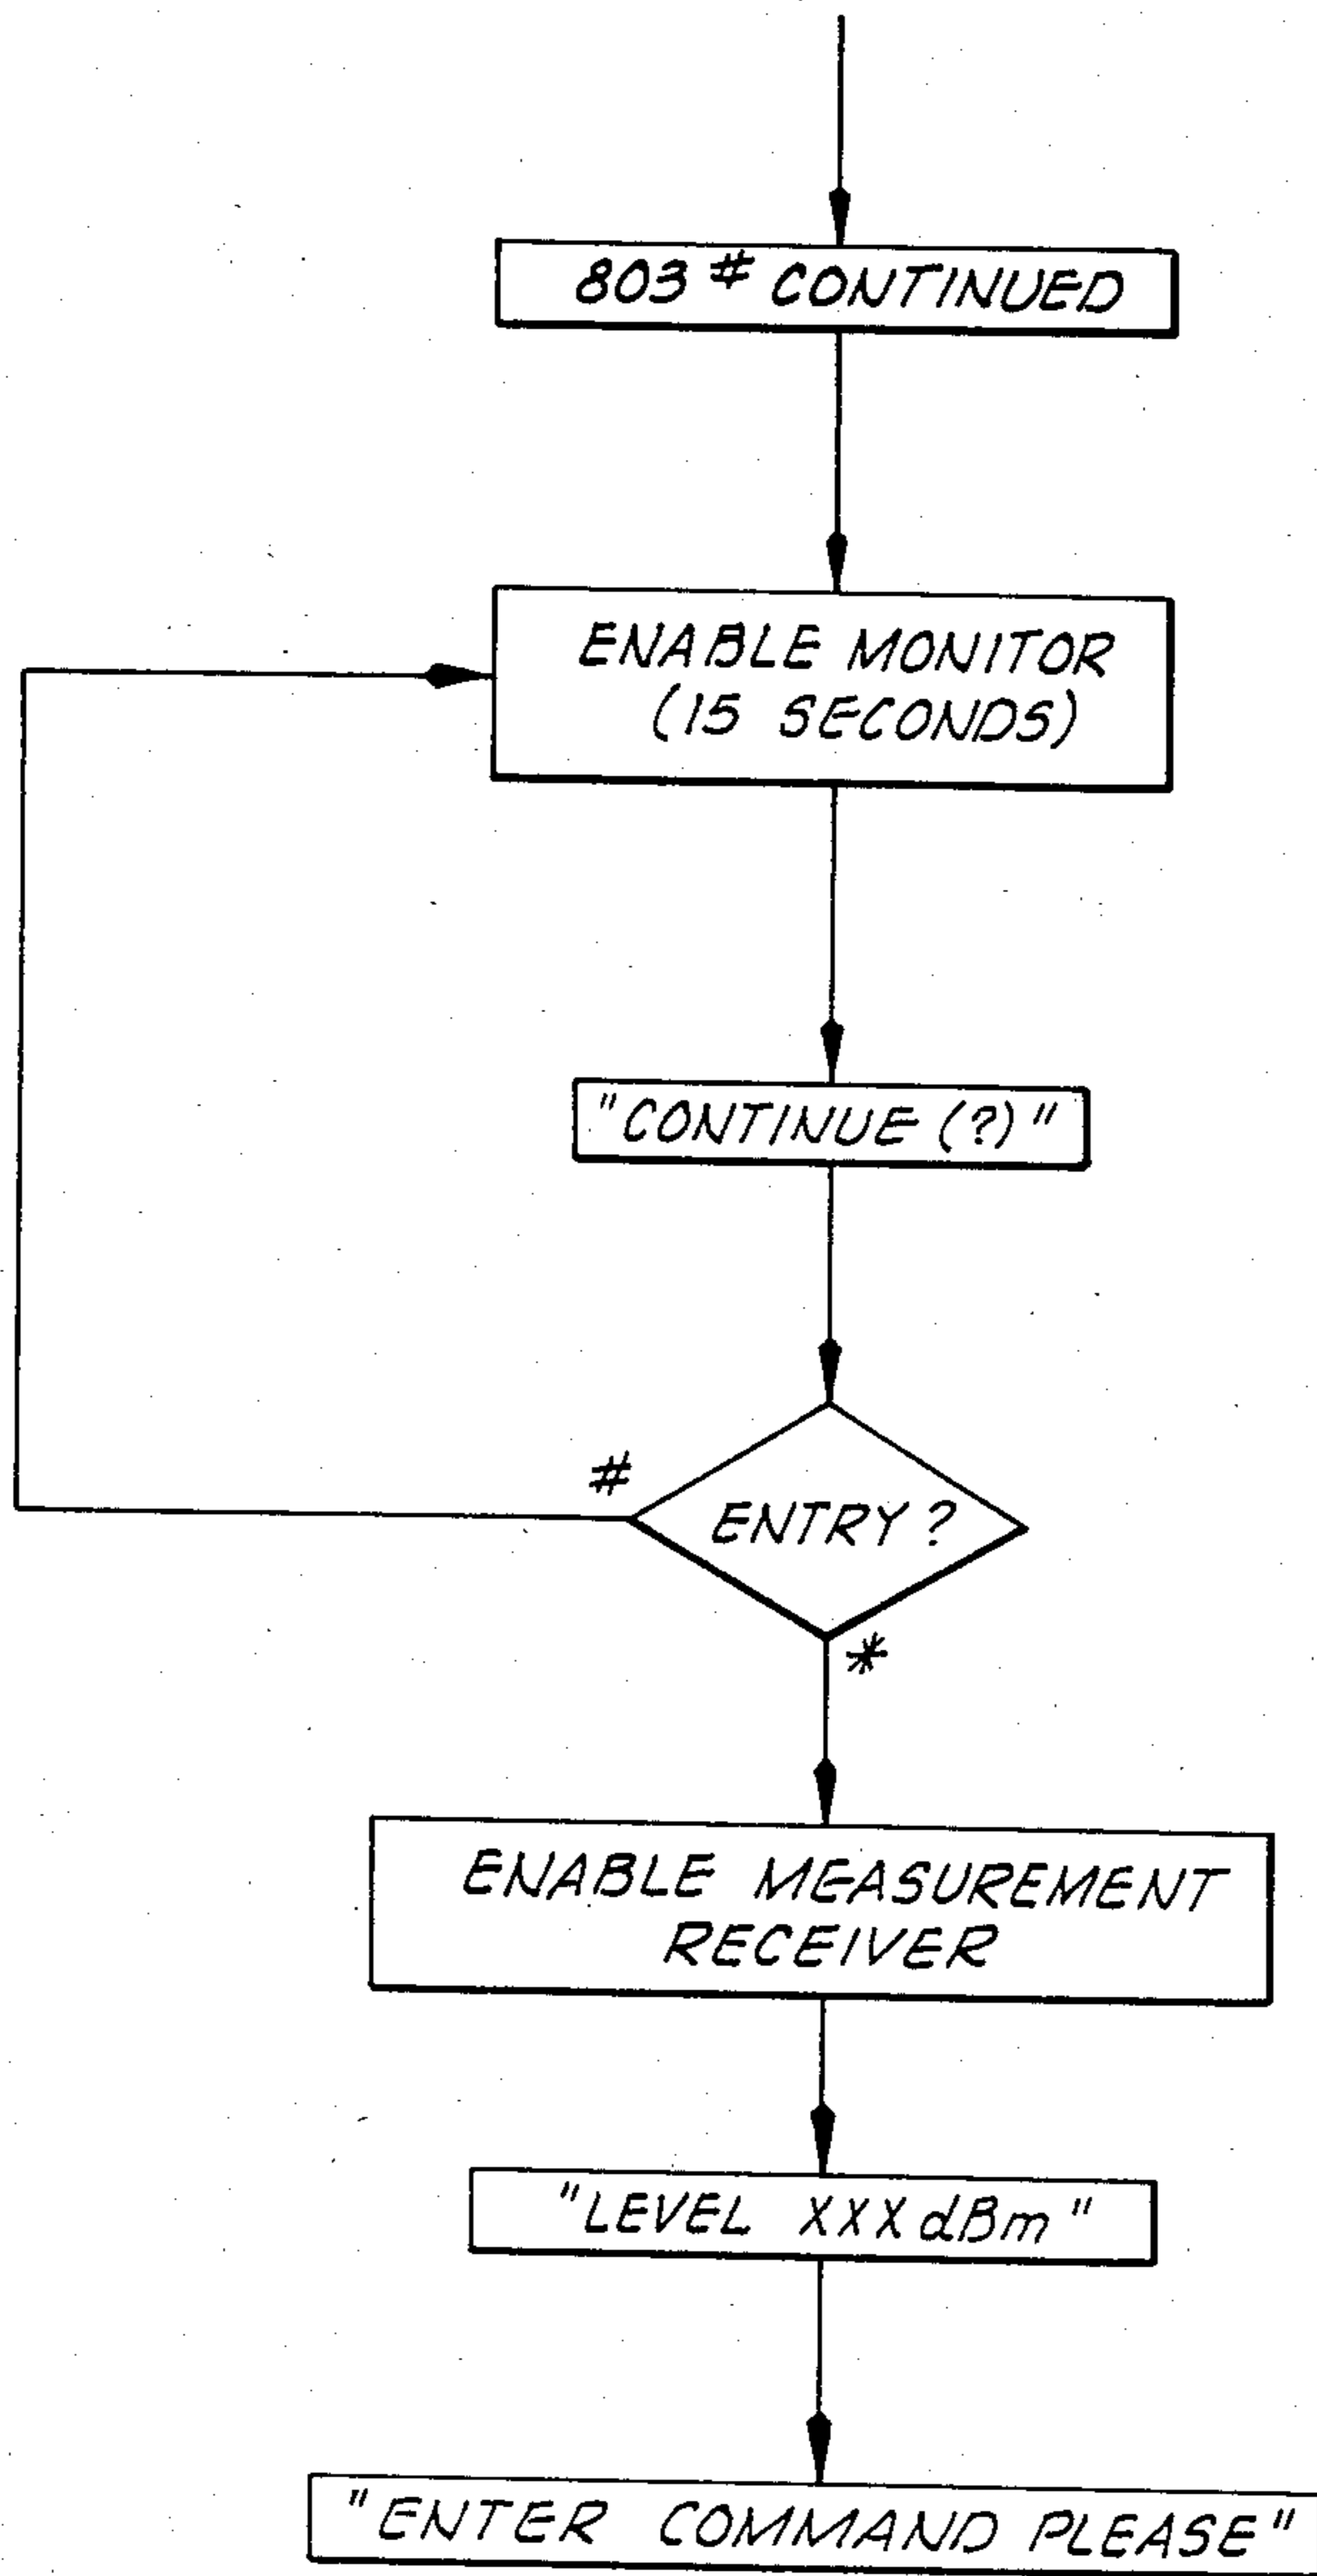 803 # CONTINUED
ENABLE MONITOR
(15 SECONDS)
"CONTINUE (?)"
#
ENTRY?
*
ENABLE MEASUREMENT
RECEIVER
"LEVEL XXX dBm"
"ENTER COMMAND PLEASE"